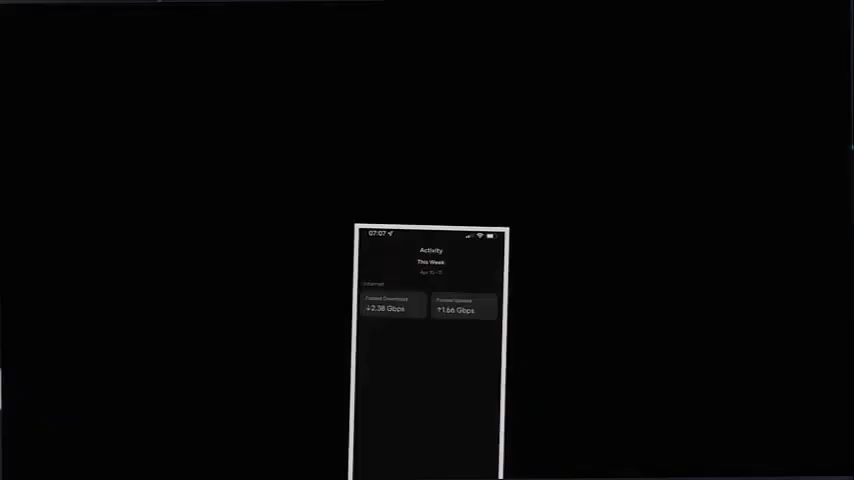 07:07
Activity
This Week
Internet
Fastest Download
Fastest Upload
↓2.38 Gbps
↑1.66 Gbps